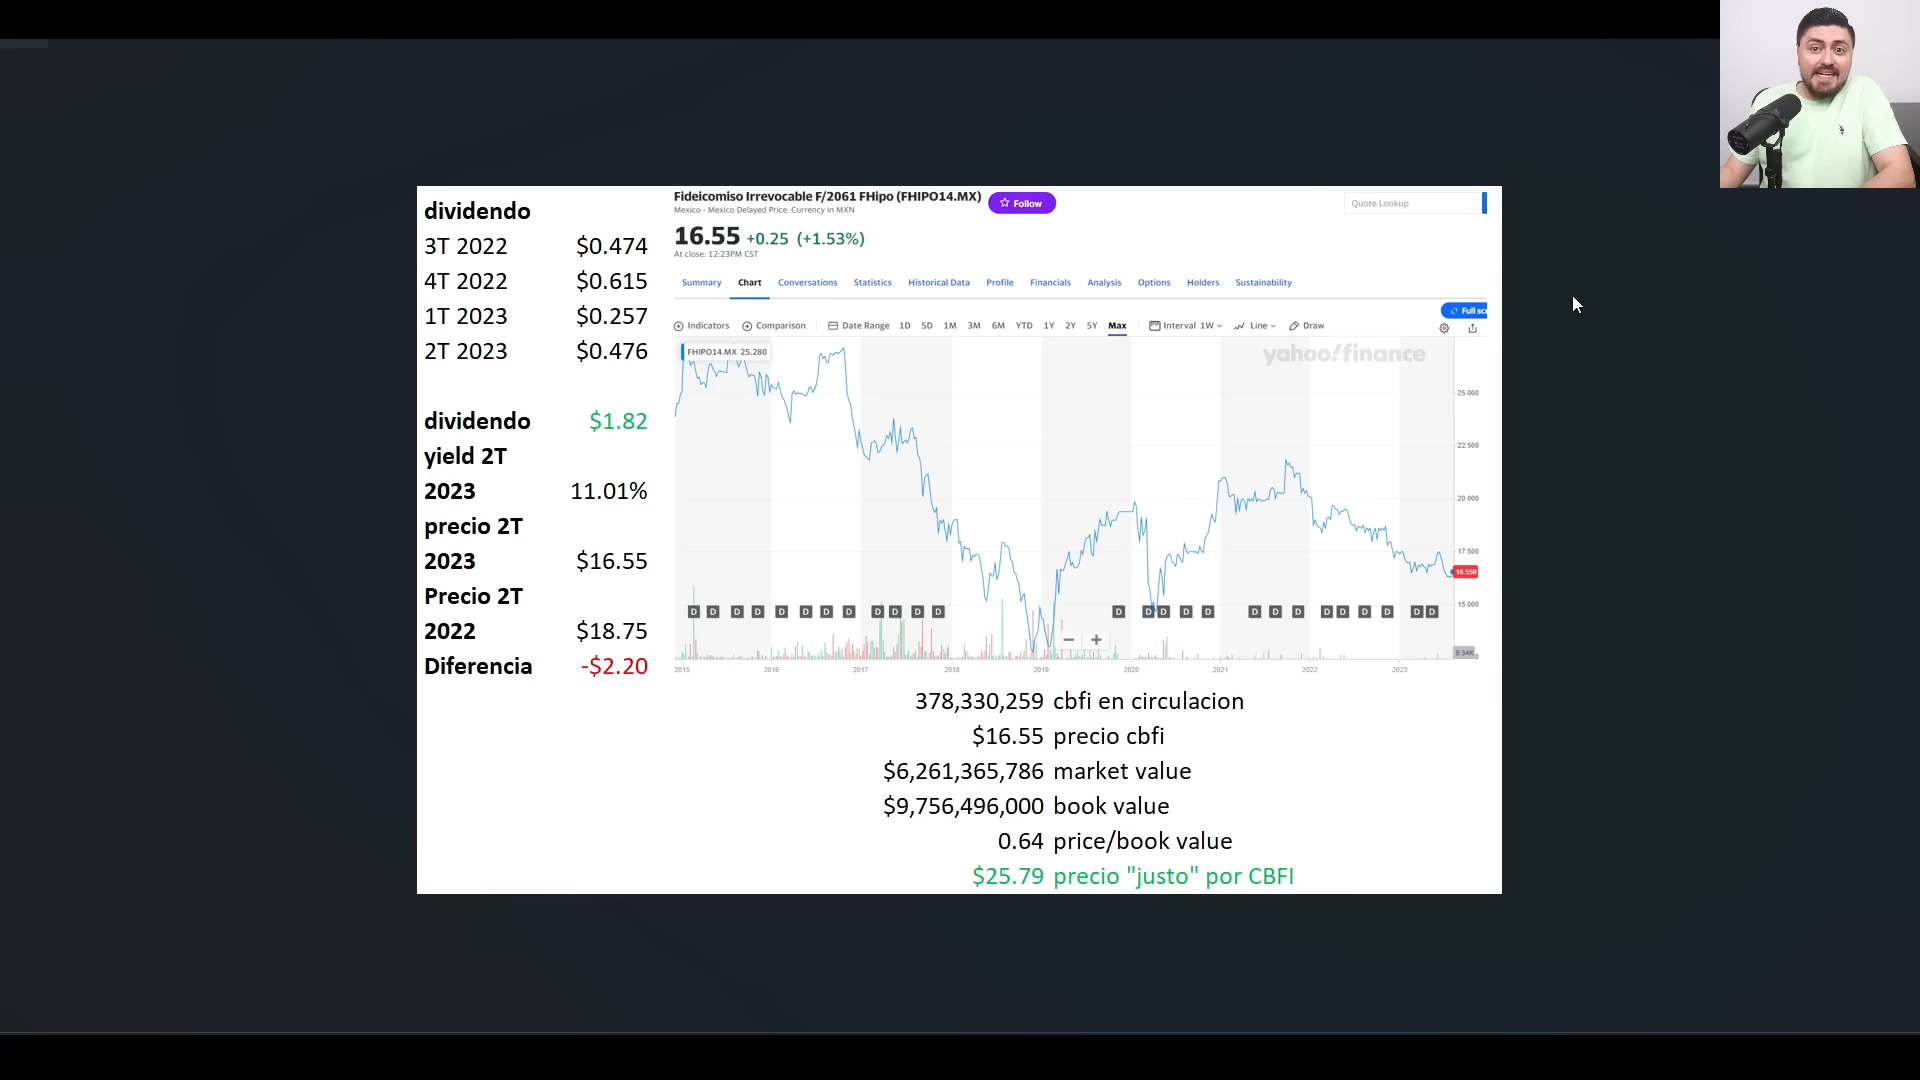 dividendo
3T 2022 $0.474
4T 2022 $0.615
1T 2023 $0.257
2T 2023 $0.476
dividendo $1.82
yield 2T
2023 11.01%
precio 2T
2023 $16.55
Precio 2T
2022 $18.75
Diferencia -$2.20
Fideicomiso Irrevocable F/2061 FHipo (FHIPO14.MX) Follow Quote Lookup
Mexico - Mexico Delayed Price. Currency in MXN
16.55 +0.25 (+1.53%)
At close: 12:23PM CST
Summary Chart Conversations Statistics Historical Data Profile Financials Analysis Options Holders Sustainability
Full scr
Indicators Comparison Date Range 1D 5D 1M 3M 6M YTD 1Y 2Y 5Y Max Interval 1W Line Draw
FHIPO14.MX 25.280
yahoo!finance
25.000
22.500
20.000
17.500
16.550
15.000
D D D D D D D D D D D D D D D D D D D D D D D D D D
8.34K
2015 2016 2017 2018 2019 2020 2021 2022 2023
378,330,259 cbfi en circulacion
$16.55 precio cbfi
$6,261,365,786 market value
$9,756,496,000 book value
0.64 price/book value
$25.79 precio "justo" por CBFI